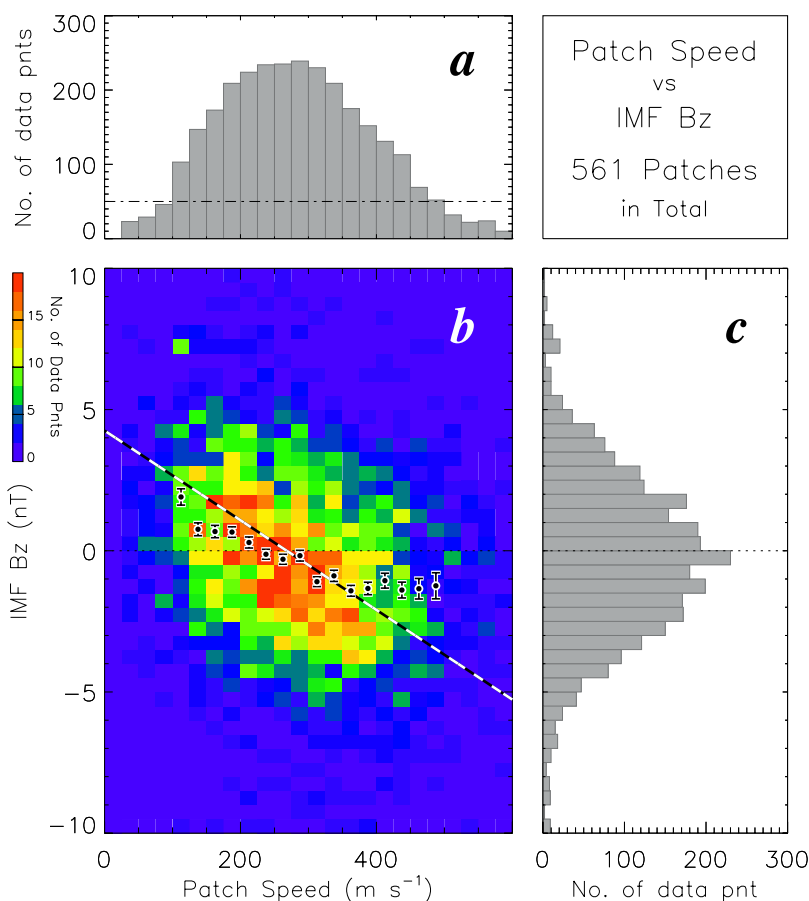 300
200
100
0
No. of data pnts
a
Patch Speed
vs
IMF Bz
561 Patches
in Total
15
10
5
0
No. of Data Pnts
10
5
0
−5
−10
IMF Bz (nT)
b
0
200
400
Patch Speed (m s−1)
c
0
100
200
300
No. of data pnt